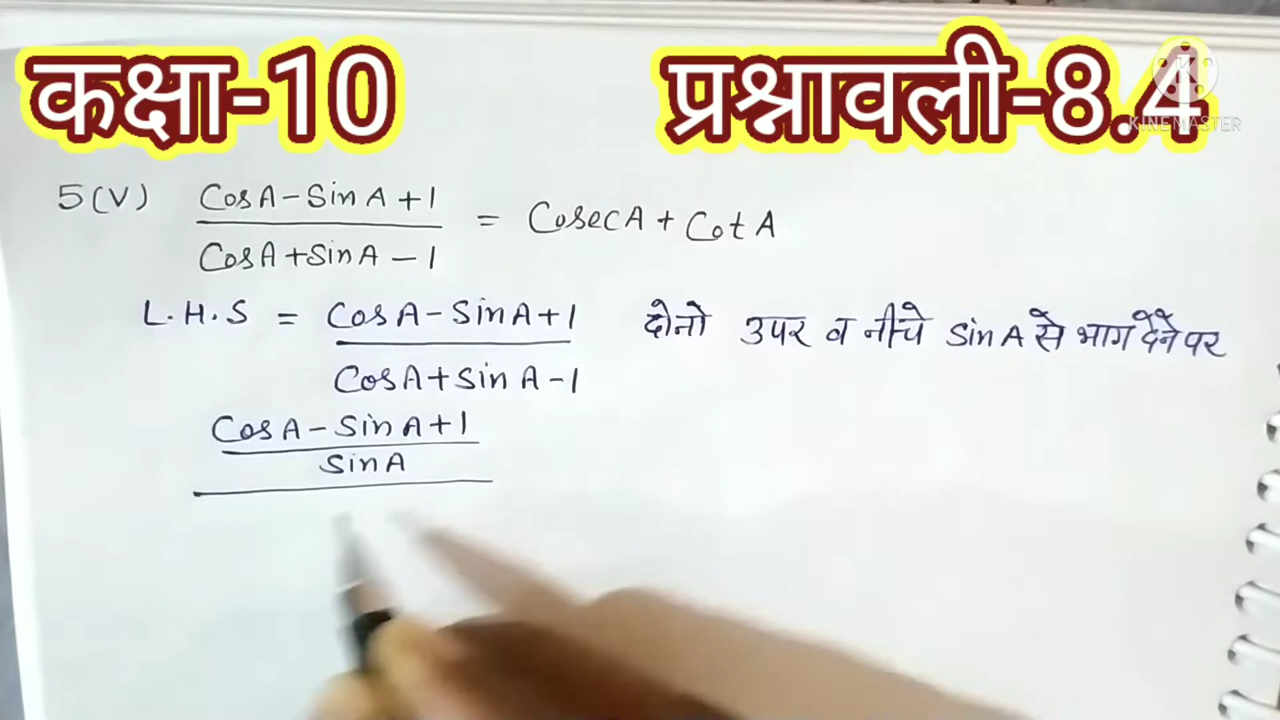 कक्षा-10 प्रश्नावली-8.4
KINEMASTER
5(V) CosA-SinA+1 / CosA+SinA-1 = CosecA+CotA
L.H.S = CosA-SinA+1 / CosA+SinA-1 दोनो उपर व नीचे SinA से भाग देने पर
CosA-SinA+1
SinA